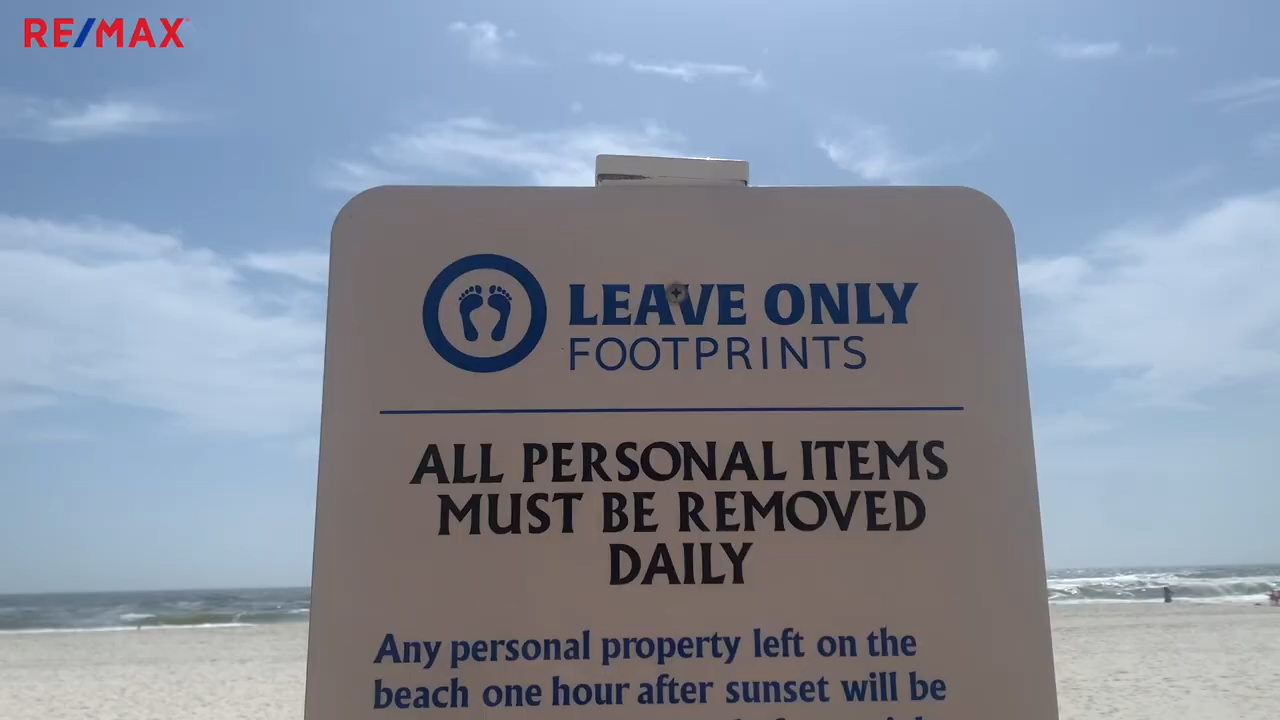 RE/MAX
LEAVE ONLY
FOOTPRINTS
ALL PERSONAL ITEMS
MUST BE REMOVED
DAILY
Any personal property left on the
beach one hour after sunset will be